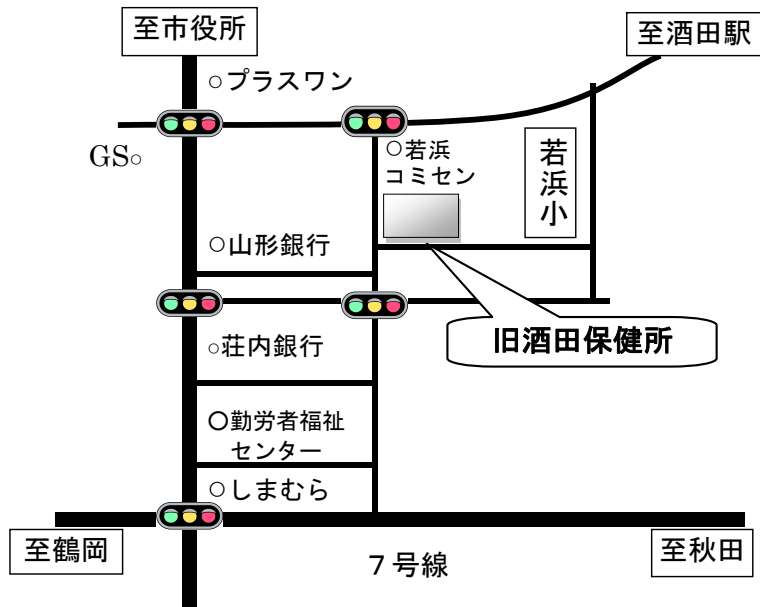 至市役所
至酒田駅
○プラスワン
GS○
○若浜
コミセン
若浜小
○山形銀行
旧酒田保健所
○荘内銀行
○勤労者福祉
センター
○しまむら
至鶴岡
７号線
至秋田